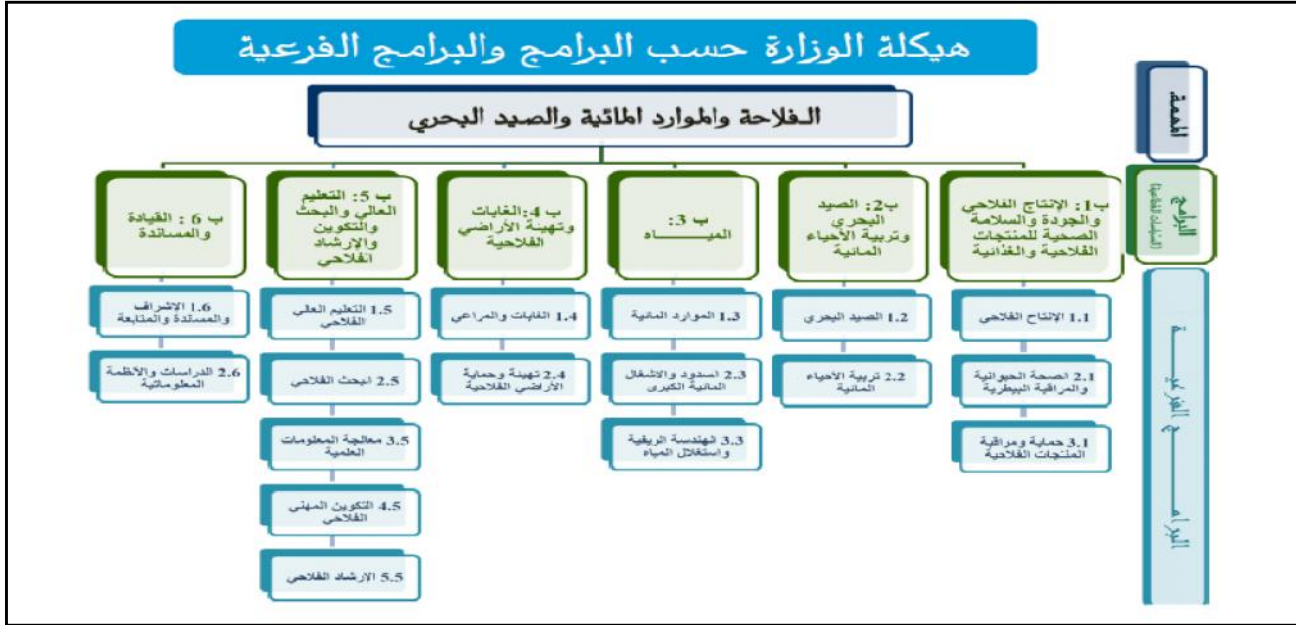 هيكلة الوزارة حسب البرامج والبرامج الفرعية
المهمة
الفلاحة والموارد المائية والصيد البحري
البرامج
(السياسات القطاعية)
ب1: الإنتاج الفلاحي
والجودة والسلامة
الصحية للمنتجات
الفلاحية والغذائية
ب2: الصيد
البحري
وتربية الأحياء
المائية
ب 3:
الميـــــاه
ب 4:الغابات
وتهيئة الأراضي
الفلاحية
ب 5: التعليم
العالي والبحث
والتكوين
والإرشاد
الفلاحي
ب 6 : القيادة
والمساندة
البرامـــــج الفرعيـــــة
1.1 الإنتاج الفلاحي
2.1 الصحة الحيوانية
والمراقبة البيطرية
3.1 حماية ومراقبة
المنتجات الفلاحية
1.2 الصيد البحري
2.2 تربية الأحياء
المائية
1.3 الموارد المائية
2.3 السدود والاشغال
المائية الكبرى
3.3 الهندسة الريفية
واستغلال المياه
1.4 الغابات والمراعي
2.4 تهيئة وحماية
الأراضي الفلاحية
1.5 التعليم العالي
الفلاحي
2.5 البحث الفلاحي
3.5 معالجة المعلومات
العلمية
4.5 التكوين المهني
الفلاحي
5.5 الإرشاد الفلاحي
1.6 الإشراف
والمساندة والمتابعة
2.6 الدراسات والأنظمة
المعلوماتية